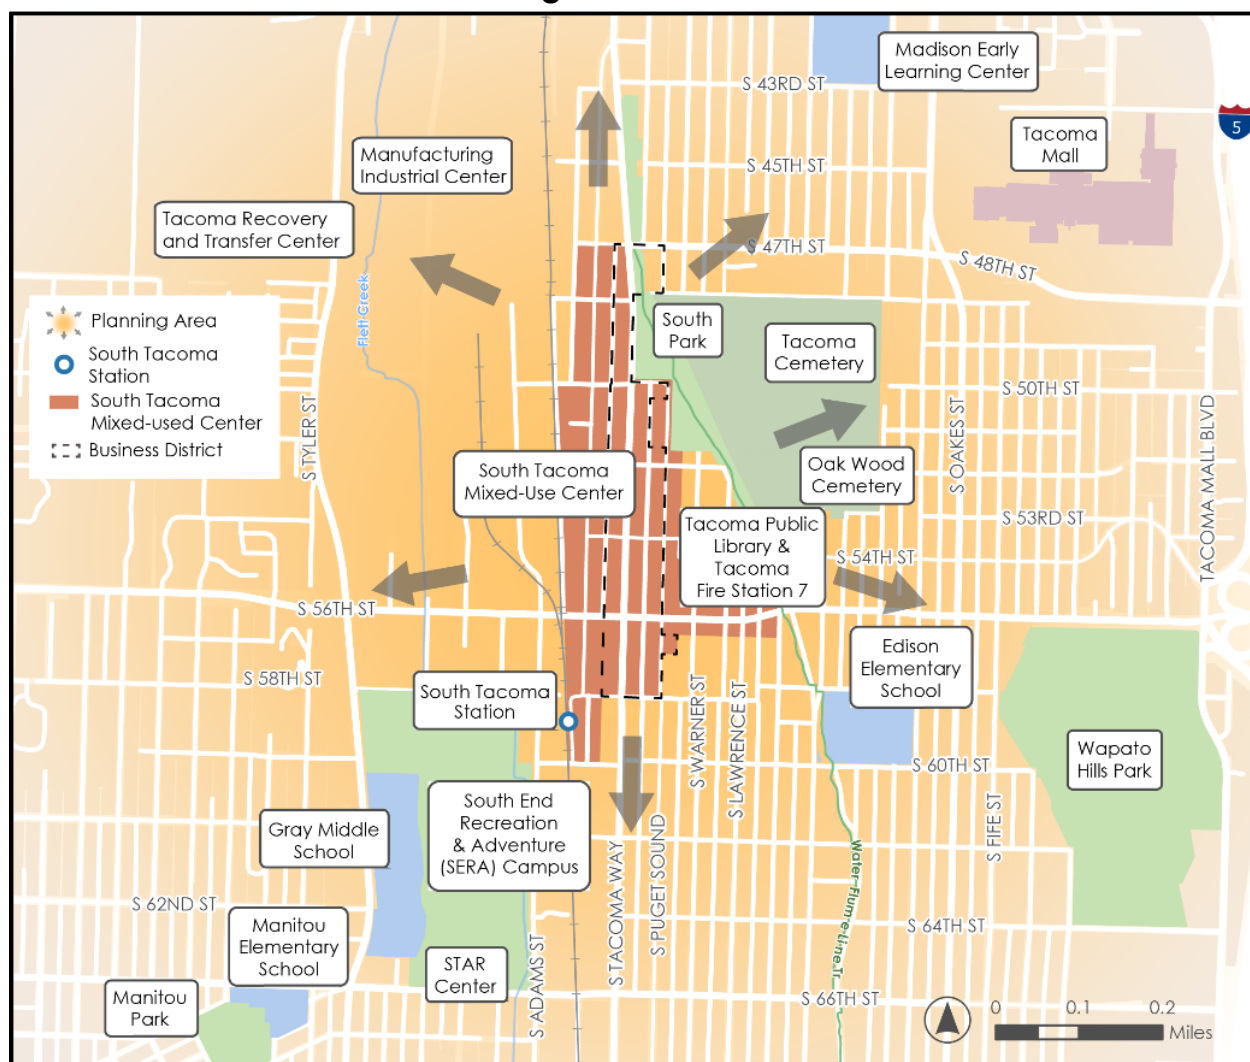 Madison Early
Learning Center
S 43RD ST
5
Tacoma
Mall
Manufacturing
Industrial Center
S 45TH ST
Tacoma Recovery
and Transfer Center
S 47TH ST
S 48TH ST
Flett Creek
Planning Area
South Tacoma
Station
South Tacoma
Mixed-used Center
Business District
South
Park
Tacoma
Cemetery
S 50TH ST
S TYLER ST
S OAKES ST
TACOMA MALL BLVD
South Tacoma
Mixed-Use Center
Oak Wood
Cemetery
Tacoma Public
Library &
Tacoma
Fire Station 7
S 53RD ST
S 54TH ST
S 56TH ST
Edison
Elementary
School
S 58TH ST
South Tacoma
Station
S WARNER ST
S LAWRENCE ST
S 60TH ST
Wapato
Hills Park
South End
Recreation
& Adventure
(SERA) Campus
Gray Middle
School
S FIFE ST
S TACOMA WAY
S PUGET SOUND
Water-Flume-Line-Tr.
S 62ND ST
S 64TH ST
Manitou
Elementary
School
STAR
Center
S ADAMS ST
Manitou
Park
S 66TH ST
0 0.1 0.2
Miles